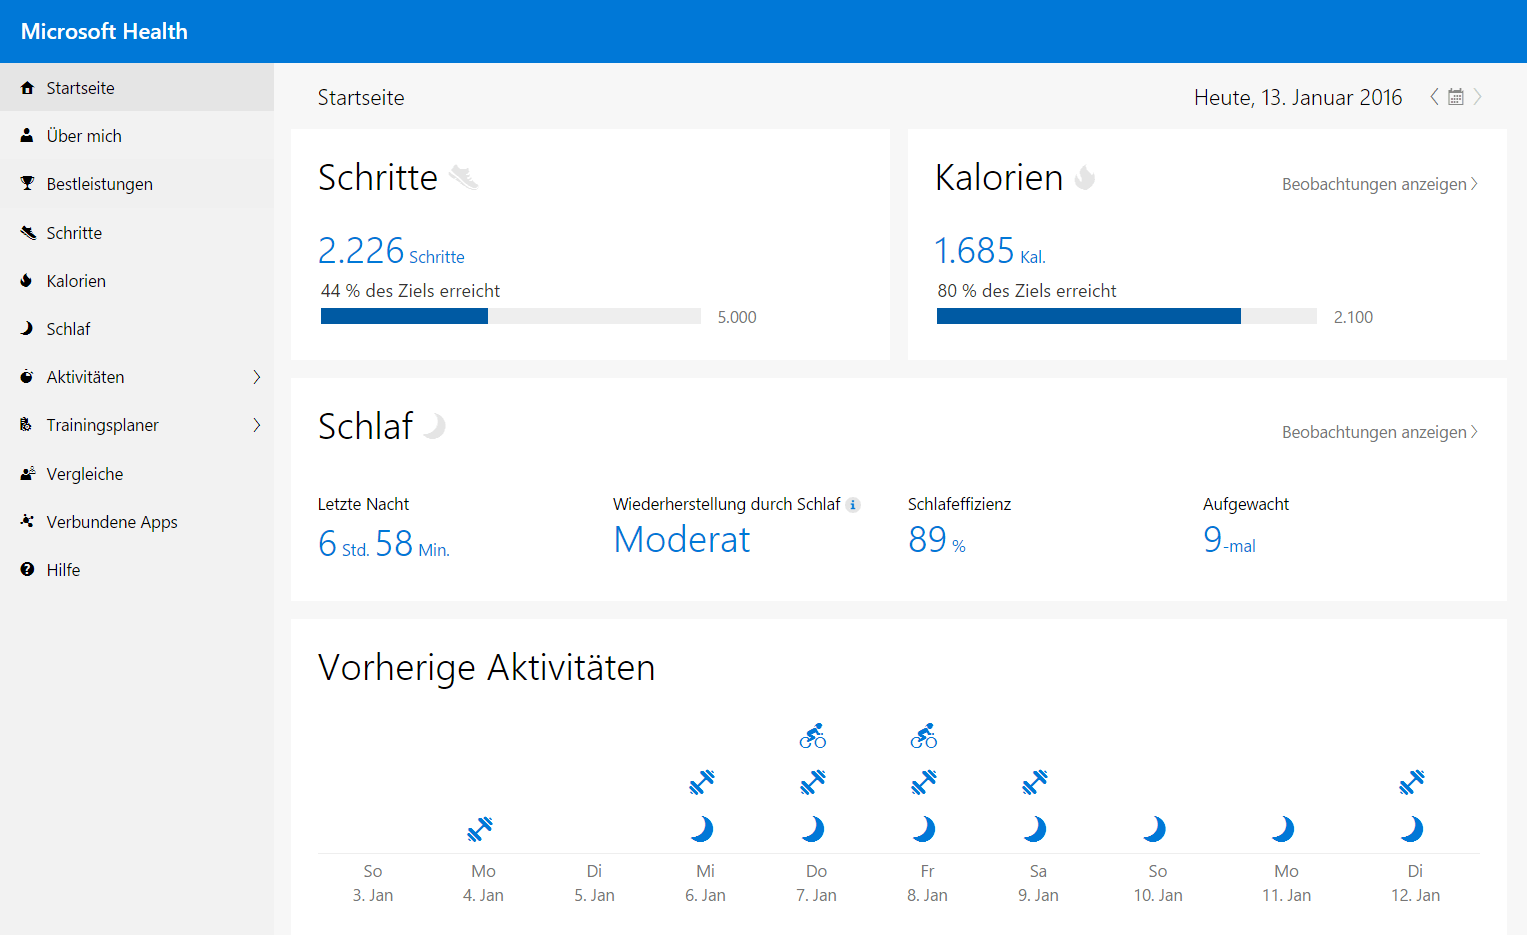 Microsoft Health
Startseite
Über mich
Bestleistungen
Schritte
Kalorien
Schlaf
Aktivitäten
Trainingsplaner
Vergleiche
Verbundene Apps
Hilfe
Startseite
Heute, 13. Januar 2016
Schritte
2.226 Schritte
44 % des Ziels erreicht
5.000
Kalorien
Beobachtungen anzeigen
1.685 Kal.
80 % des Ziels erreicht
2.100
Schlaf
Beobachtungen anzeigen
Letzte Nacht
6 Std. 58 Min.
Wiederherstellung durch Schlaf
Moderat
Schlafeffizienz
89 %
Aufgewacht
9-mal
Vorherige Aktivitäten
So Mo Di Mi Do Fr Sa So Mo Di
3. Jan 4. Jan 5. Jan 6. Jan 7. Jan 8. Jan 9. Jan 10. Jan 11. Jan 12. Jan